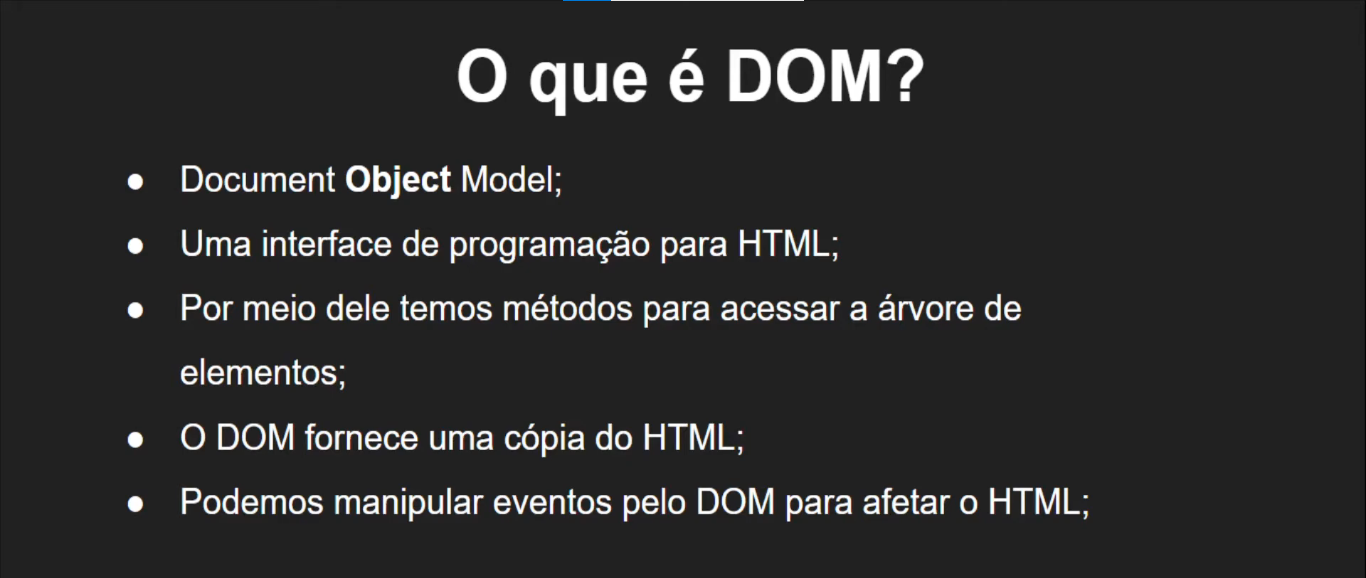 O que é DOM?
● Document Object Model;
● Uma interface de programação para HTML;
● Por meio dele temos métodos para acessar a árvore de
elementos;
● O DOM fornece uma cópia do HTML;
● Podemos manipular eventos pelo DOM para afetar o HTML;